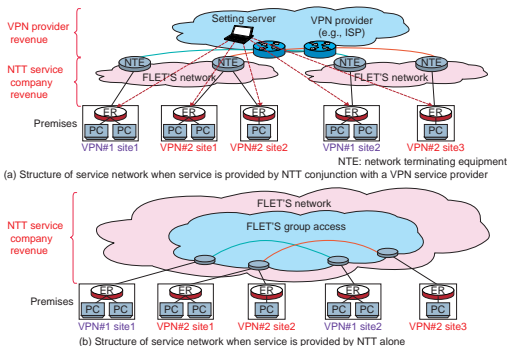 Setting server
VPN provider
(e.g., ISP)
VPN provider
revenue
NTT service
company
revenue
NTE
NTE
NTE
NTE
FLET'S network
FLET'S network
Premises
ER
ER
ER
ER
ER
PC PC
PC PC
PC
PC PC
PC
VPN#1 site1
VPN#2 site1
VPN#2 site2
VPN#1 site2
VPN#2 site3
NTE: network terminating equipment
(a) Structure of service network when service is provided by NTT conjunction with a VPN service provider
FLET'S network
FLET'S group access
NTT service
company
revenue
Premises
ER
ER
ER
ER
ER
PC PC
PC PC
PC
PC PC
PC
VPN#1 site1
VPN#2 site1
VPN#2 site2
VPN#1 site2
VPN#2 site3
(b) Structure of service network when service is provided by NTT alone